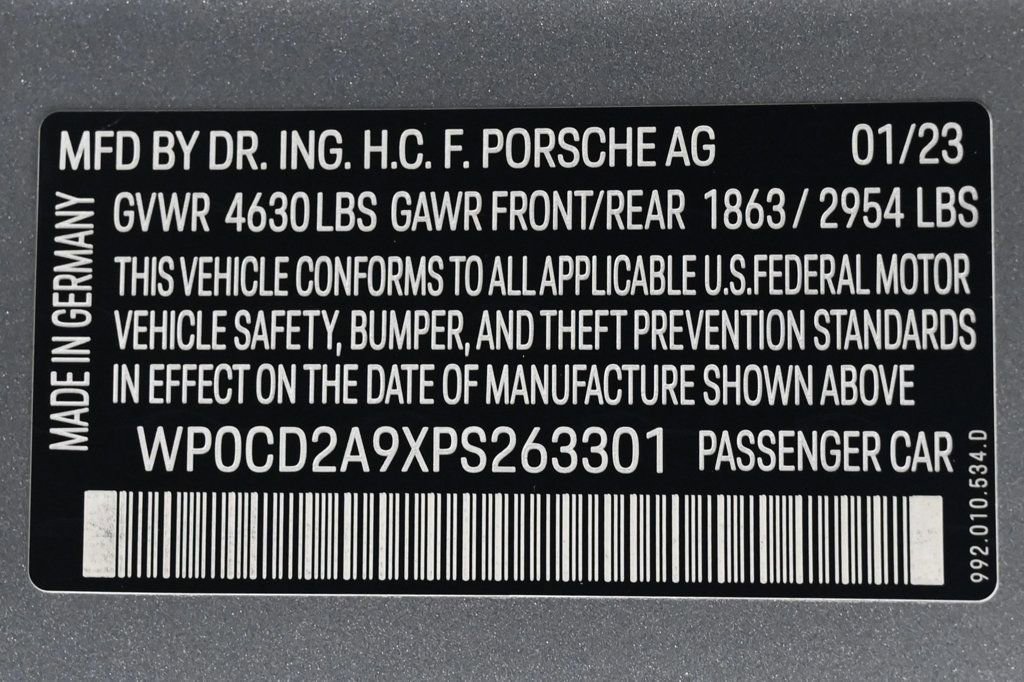 MFD BY DR. ING. H.C. F. PORSCHE AG 01/23
GVWR 4630 LBS GAWR FRONT/REAR 1863 / 2954 LBS
THIS VEHICLE CONFORMS TO ALL APPLICABLE U.S.FEDERAL MOTOR
VEHICLE SAFETY, BUMPER, AND THEFT PREVENTION STANDARDS
IN EFFECT ON THE DATE OF MANUFACTURE SHOWN ABOVE
WP0CD2A9XPS263301 PASSENGER CAR
MADE IN GERMANY
992.010.534.D